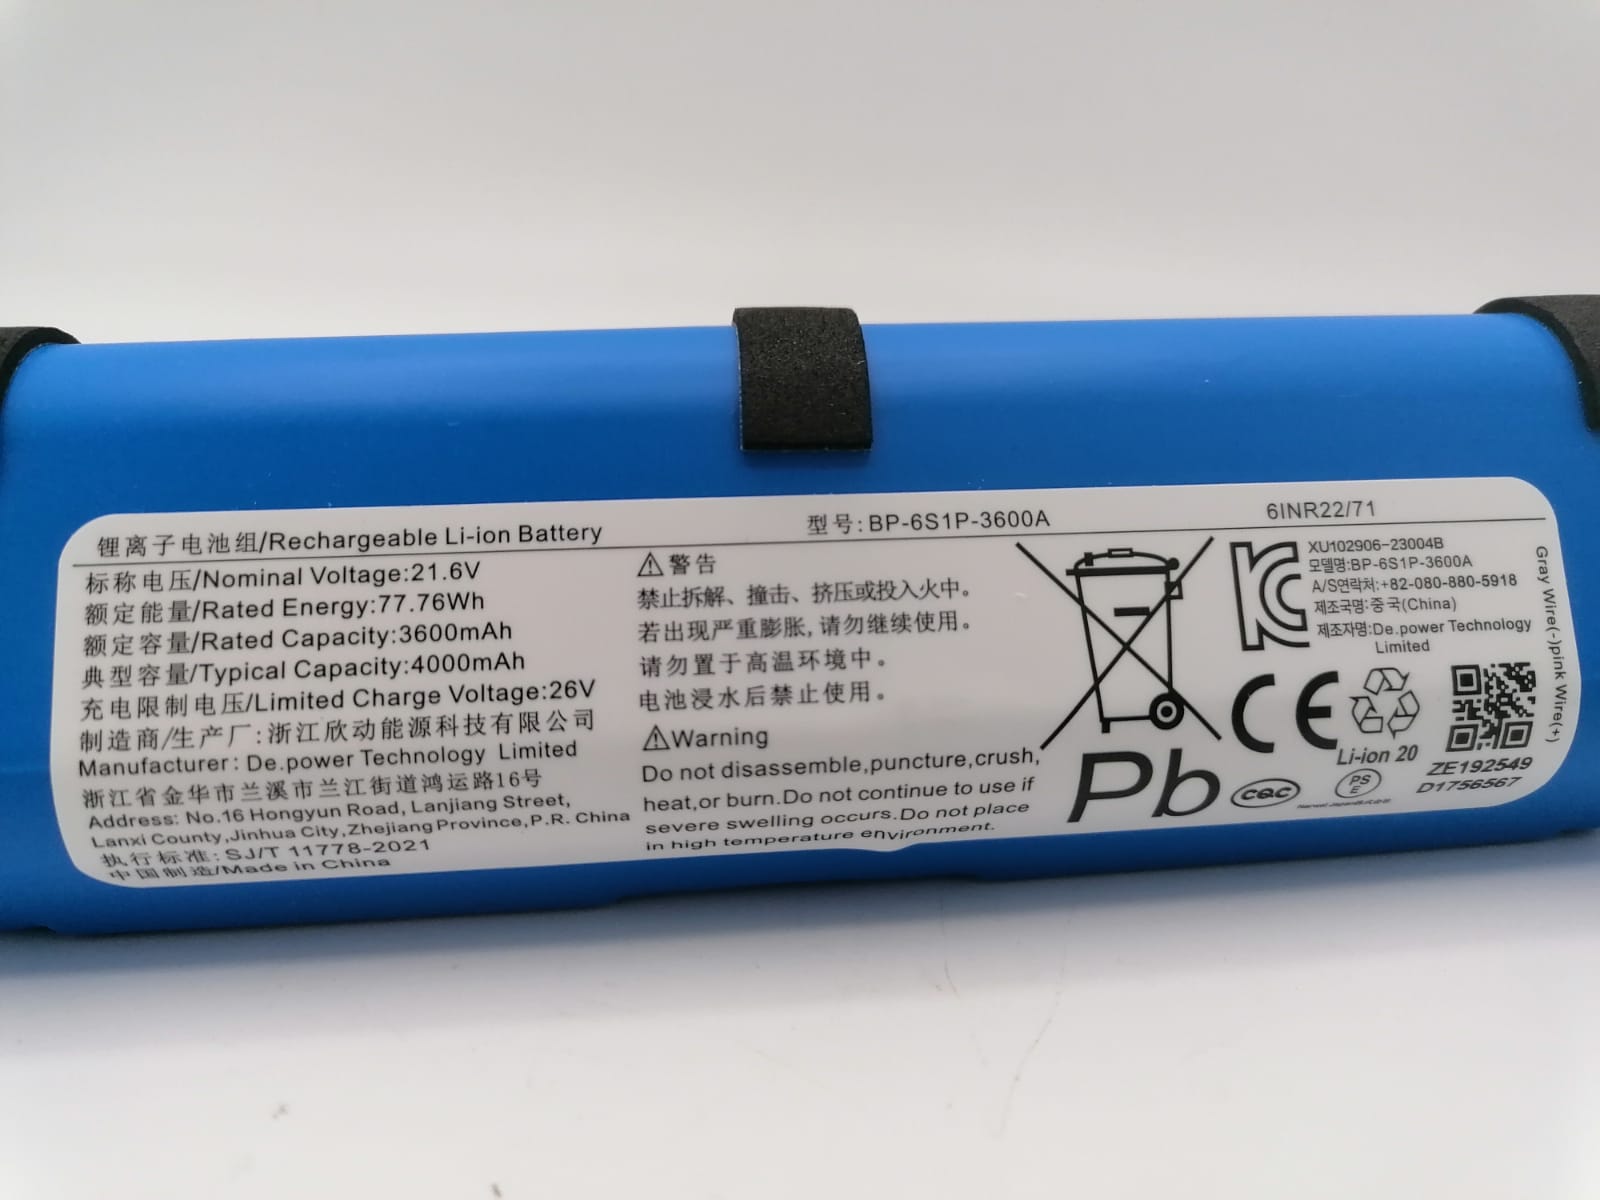 锂离子电池组/Rechargeable Li-ion Battery
型号: BP-6S1P-3600A
6INR22/71
标称电压/Nominal Voltage:21.6V
额定能量/Rated Energy:77.76Wh
额定容量/Rated Capacity:3600mAh
典型容量/Typical Capacity:4000mAh
充电限制电压/Limited Charge Voltage:26V
制造商/生产厂:浙江欣动能源科技有限公司
Manufacturer: De.power Technology Limited
浙江省金华市兰溪市兰江街道鸿运路16号
Address: No.16 Hongyun Road, Lanjiang Street,
Lanxi County,Jinhua City,Zhejiang Province,P.R. China
执行标准: SJ/T 11778-2021
中国制造/Made in China
警告
禁止拆解、撞击、挤压或投入火中。
若出现严重膨胀,请勿继续使用。
请勿置于高温环境中。
电池浸水后禁止使用。
Warning
Do not disassemble,puncture,crush,
heat,or burn.Do not continue to use if
severe swelling occurs.Do not place
in high temperature environment.
Pb
XU102906-23004B
모델명:BP-6S1P-3600A
A/S연락처:+82-080-880-5918
제조국명:중국(China)
제조자명:De.power Technology
Limited
CE
Li-ion 20
CQC
PS
E
ZE192549
D1756567
Gray Wire(-)pink Wire(+)